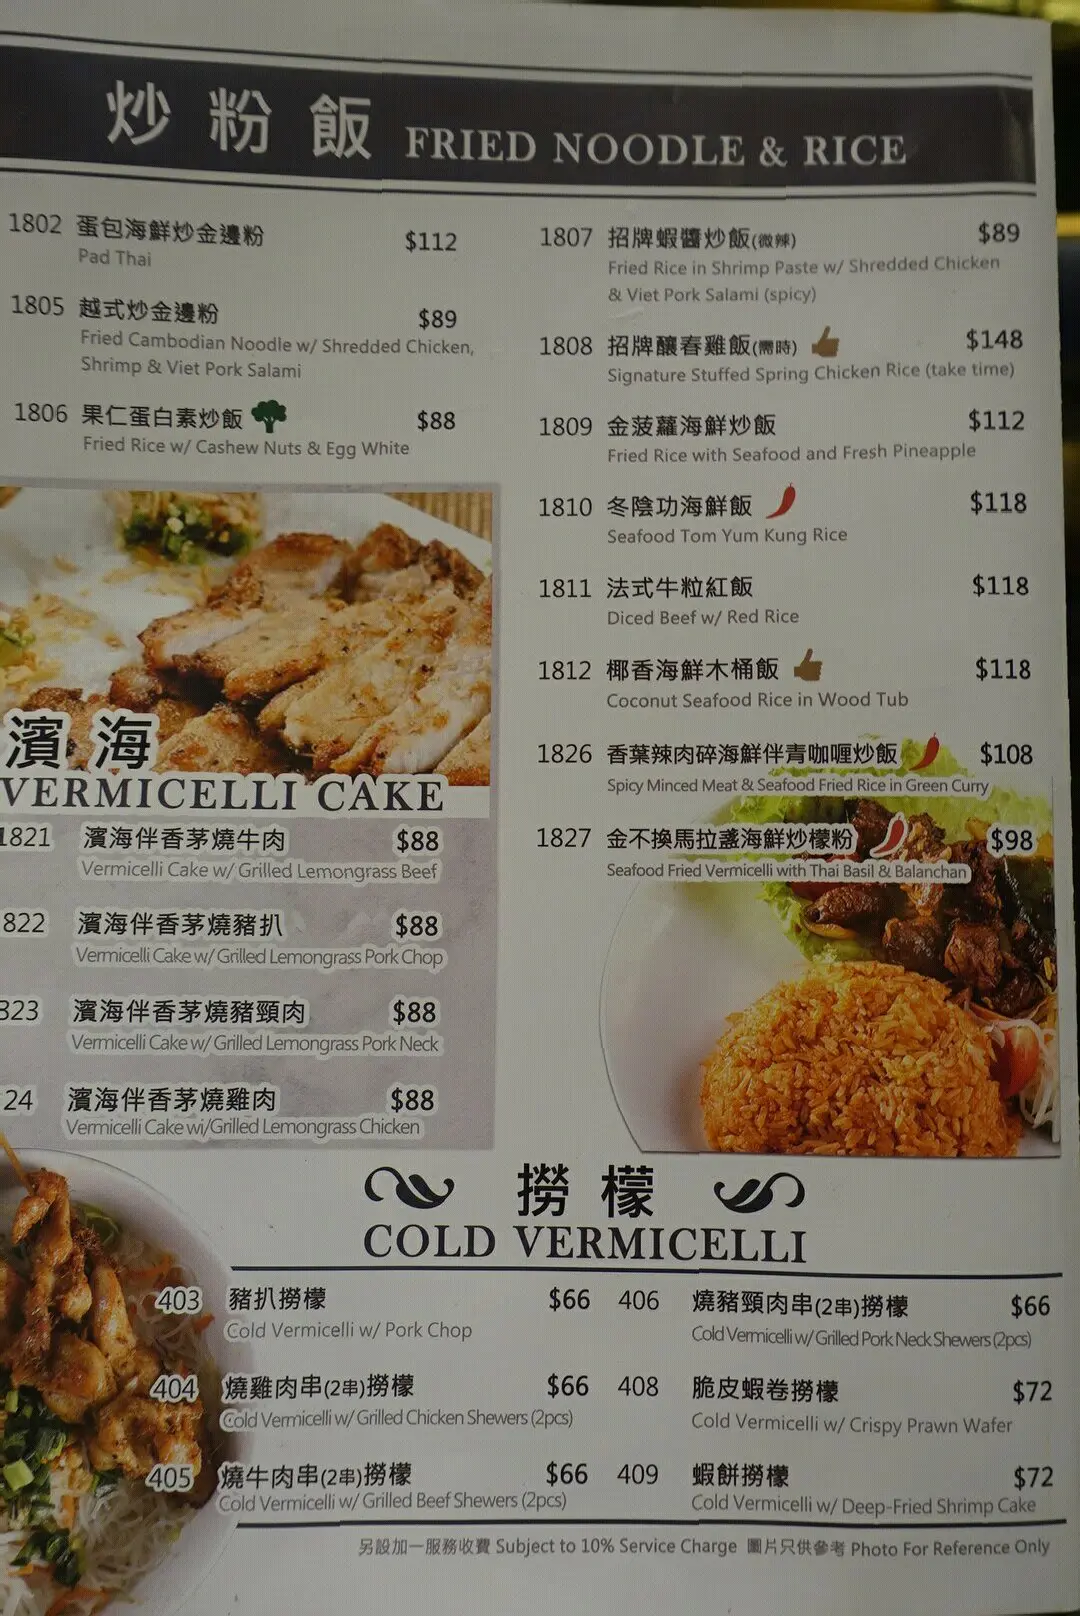 炒粉飯 FRIED NOODLE & RICE
1802 蛋包海鮮炒金邊粉 $112
Pad Thai
1805 越式炒金邊粉 $89
Fried Cambodian Noodle w/ Shredded Chicken,
Shrimp & Viet Pork Salami
1806 果仁蛋白素炒飯 $88
Fried Rice w/ Cashew Nuts & Egg White
1807 招牌蝦醬炒飯(微辣) $89
Fried Rice in Shrimp Paste w/ Shredded Chicken
& Viet Pork Salami (spicy)
1808 招牌釀春雞飯(需時) $148
Signature Stuffed Spring Chicken Rice (take time)
1809 金菠蘿海鮮炒飯 $112
Fried Rice with Seafood and Fresh Pineapple
1810 冬陰功海鮮飯 $118
Seafood Tom Yum Kung Rice
1811 法式牛粒紅飯 $118
Diced Beef w/ Red Rice
1812 椰香海鮮木桶飯 $118
Coconut Seafood Rice in Wood Tub
1826 香葉辣肉碎海鮮伴青咖喱炒飯 $108
Spicy Minced Meat & Seafood Fried Rice in Green Curry
1827 金不換馬拉盞海鮮炒檬粉 $98
Seafood Fried Vermicelli with Thai Basil & Balanchan
濱海
VERMICELLI CAKE
1821 濱海伴香茅燒牛肉 $88
Vermicelli Cake w/ Grilled Lemongrass Beef
822 濱海伴香茅燒豬扒 $88
Vermicelli Cake w/ Grilled Lemongrass Pork Chop
823 濱海伴香茅燒豬頸肉 $88
Vermicelli Cake w/ Grilled Lemongrass Pork Neck
24 濱海伴香茅燒雞肉 $88
Vermicelli Cake wi/Grilled Lemongrass Chicken
撈檬
COLD VERMICELLI
403 豬扒撈檬 $66
Cold Vermicelli w/ Pork Chop
404 燒雞肉串(2串)撈檬 $66
Cold Vermicelli w/ Grilled Chicken Shewers (2pcs)
405 燒牛肉串(2串)撈檬 $66
Cold Vermicelli w/ Grilled Beef Shewers (2pcs)
406 燒豬頸肉串(2串)撈檬 $66
Cold Vermicelli w/ Grilled Pork Neck Shewers (2pcs)
408 脆皮蝦卷撈檬 $72
Cold Vermicelli w/ Crispy Prawn Wafer
409 蝦餅撈檬 $72
Cold Vermicelli w/ Deep-Fried Shrimp Cake
另設加一服務收費 Subject to 10% Service Charge 圖片只供參考 Photo For Reference Only